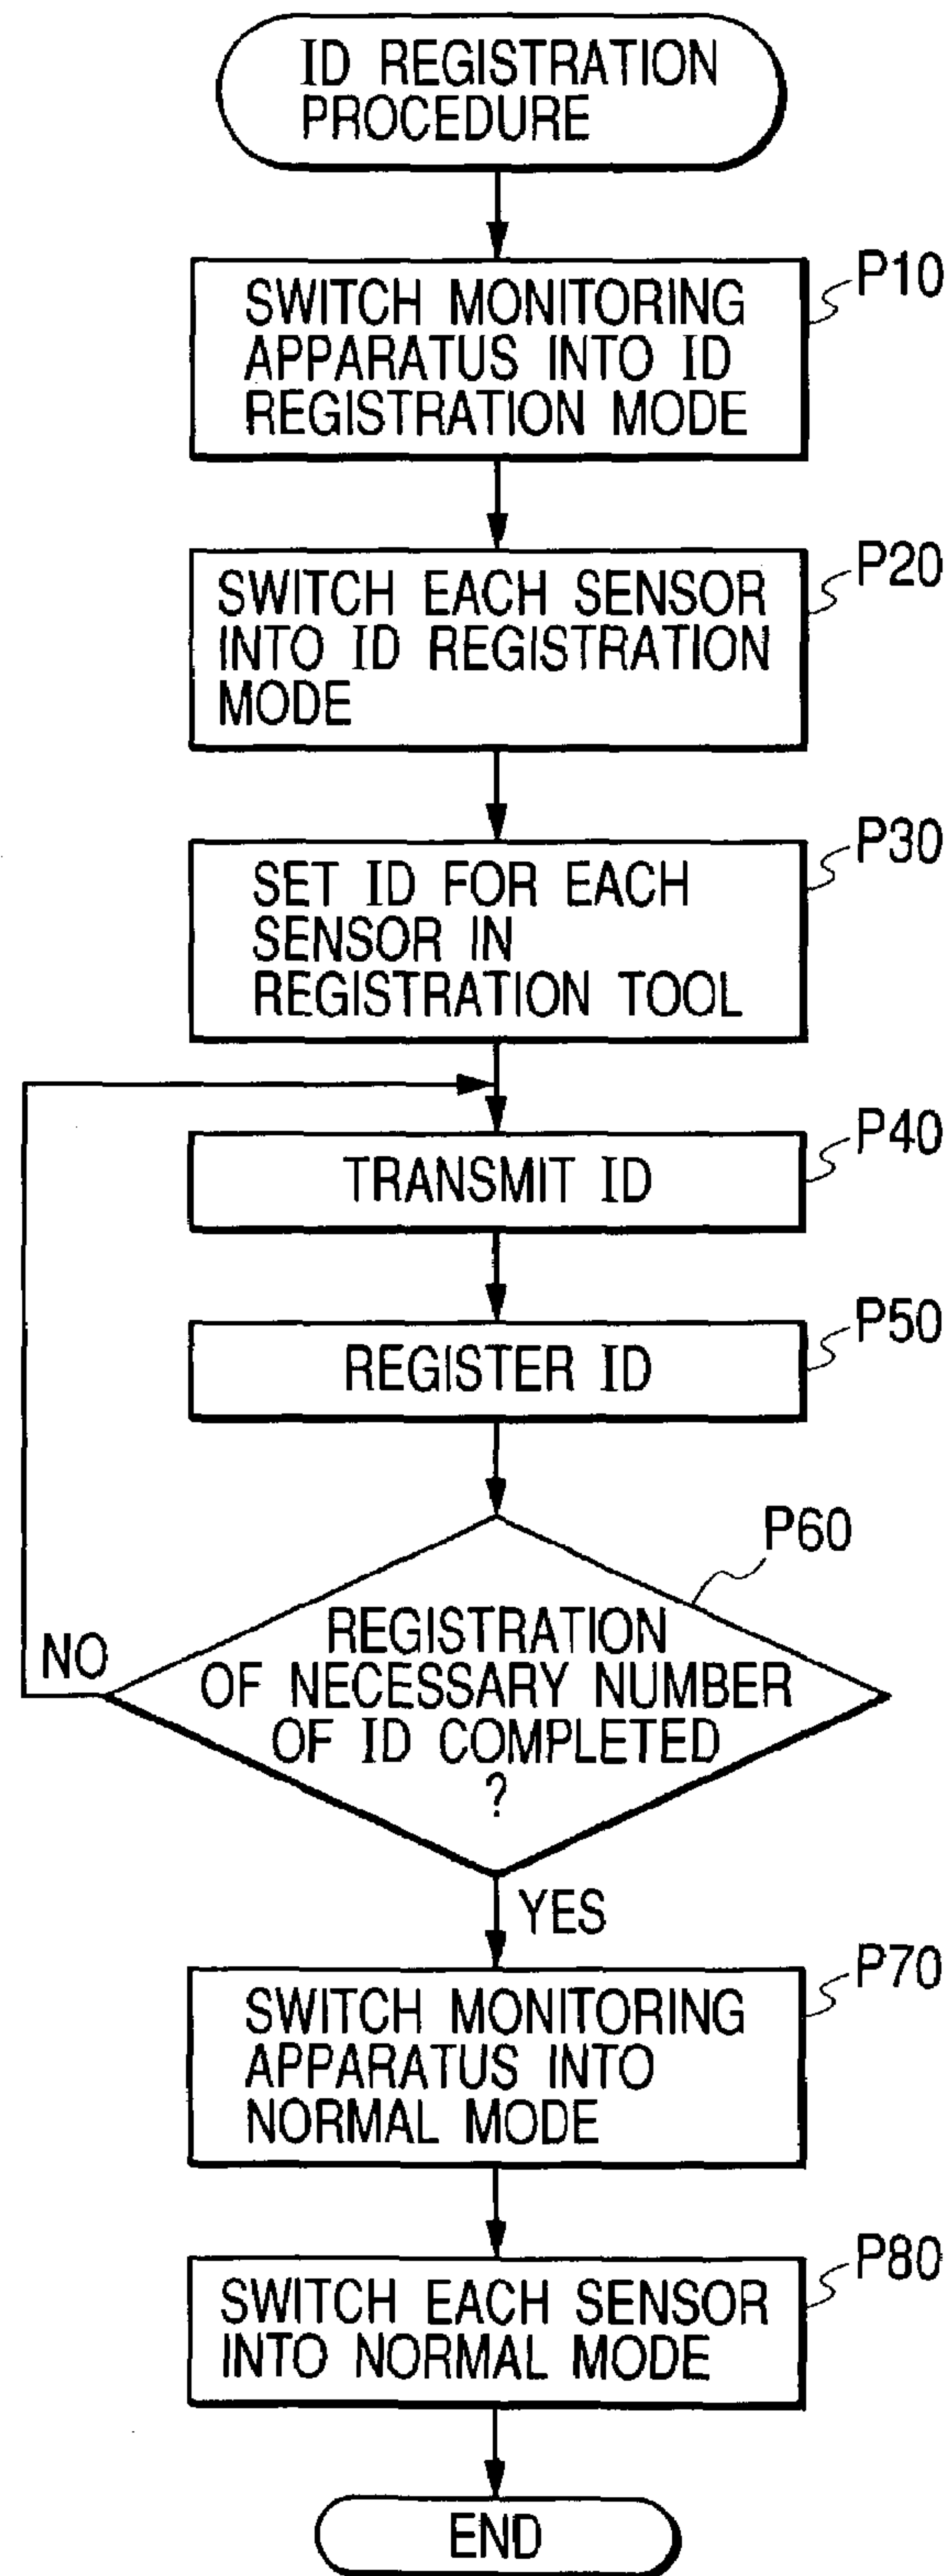 ID REGISTRATION
PROCEDURE
P10
SWITCH MONITORING
APPARATUS INTO ID
REGISTRATION MODE
P20
SWITCH EACH SENSOR
INTO ID REGISTRATION
MODE
P30
SET ID FOR EACH
SENSOR IN
REGISTRATION TOOL
P40
TRANSMIT ID
P50
REGISTER ID
P60
REGISTRATION
OF NECESSARY NUMBER
OF ID COMPLETED
?
NO
YES
P70
SWITCH MONITORING
APPARATUS INTO
NORMAL MODE
P80
SWITCH EACH SENSOR
INTO NORMAL MODE
END